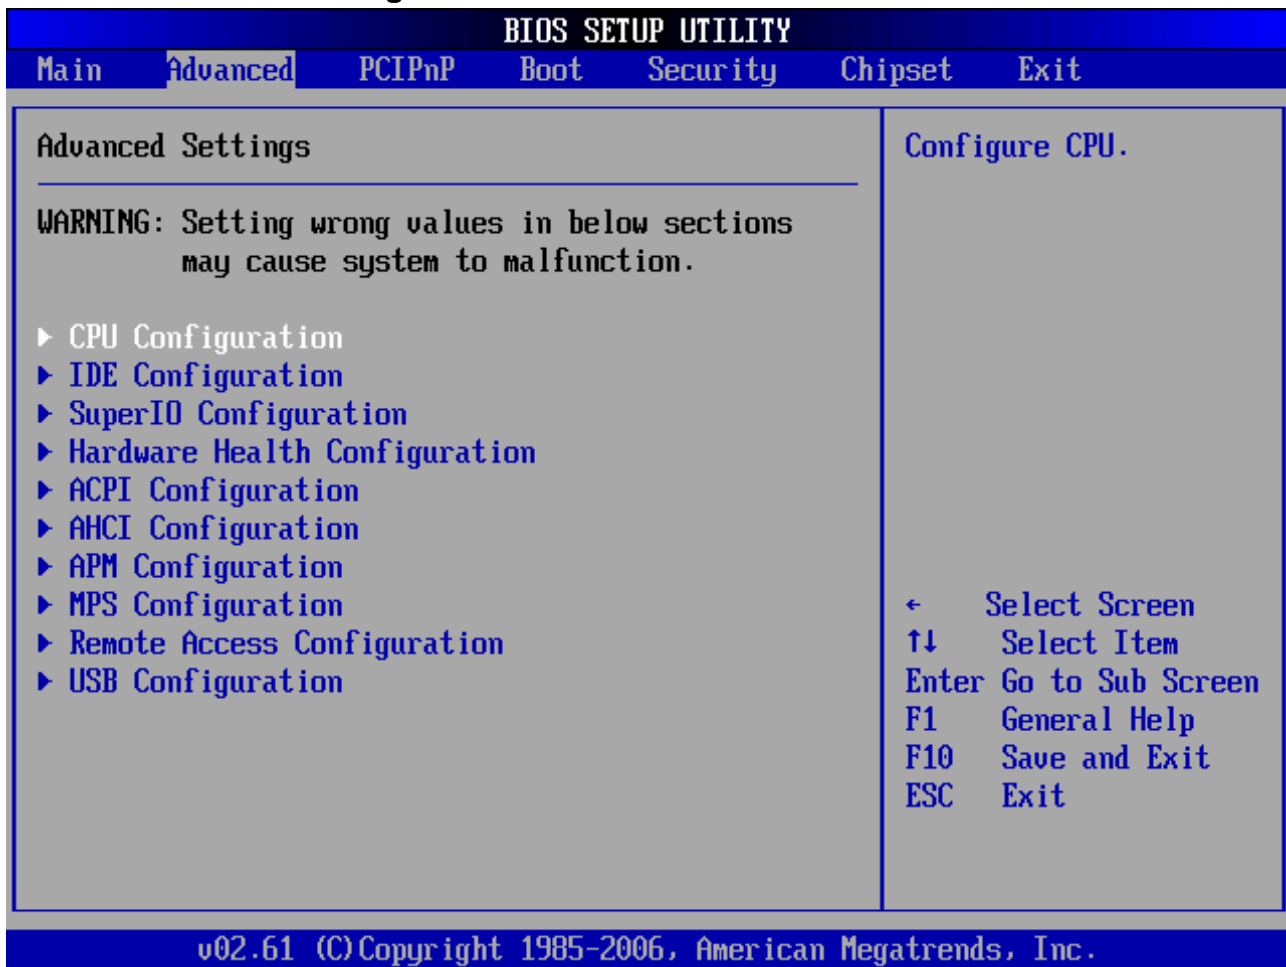 BIOS SETUP UTILITY
Main Advanced PCIPnP Boot Security Chipset Exit
Advanced Settings
WARNING: Setting wrong values in below sections
may cause system to malfunction.
▶ CPU Configuration
▶ IDE Configuration
▶ SuperIO Configuration
▶ Hardware Health Configuration
▶ ACPI Configuration
▶ AHCI Configuration
▶ APM Configuration
▶ MPS Configuration
▶ Remote Access Configuration
▶ USB Configuration
Configure CPU.
← Select Screen
↑↓ Select Item
Enter Go to Sub Screen
F1 General Help
F10 Save and Exit
ESC Exit
v02.61 (C)Copyright 1985-2006, American Megatrends, Inc.